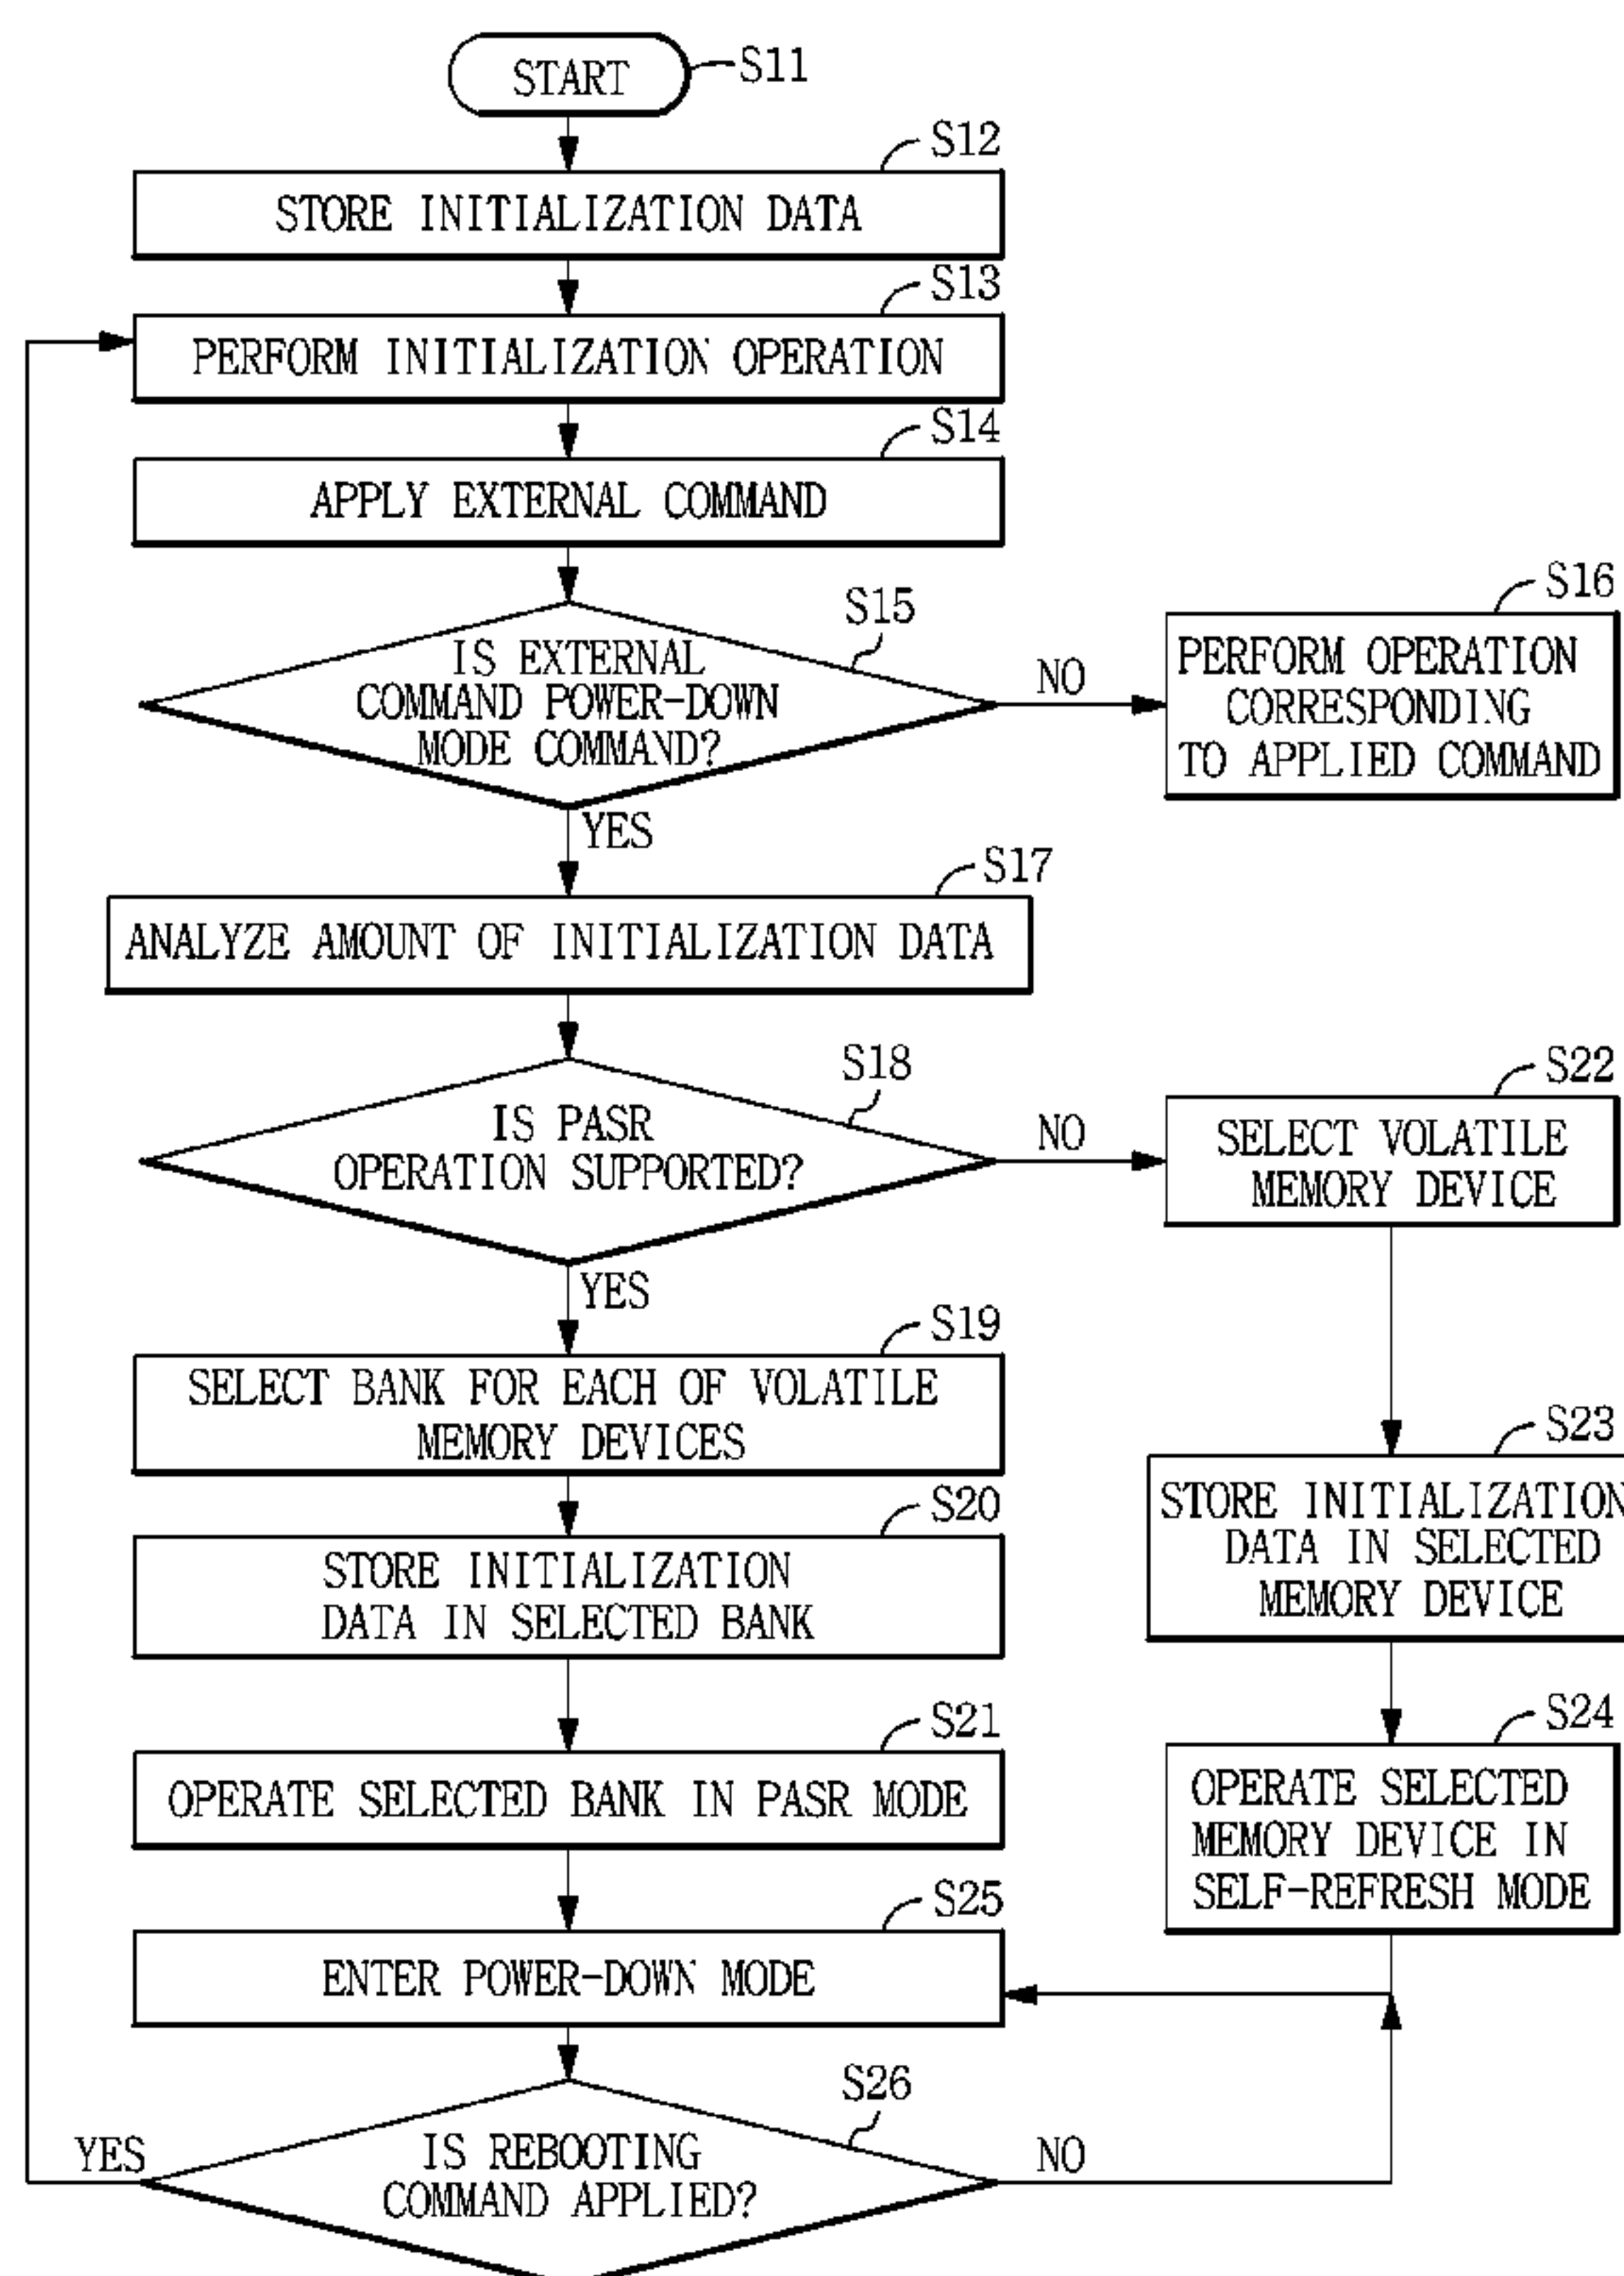 START
S11
S12
STORE INITIALIZATION DATA
S13
PERFORM INITIALIZATION OPERATION
S14
APPLY EXTERNAL COMMAND
S15
IS EXTERNAL
COMMAND POWER-DOWN
MODE COMMAND?
NO
YES
S16
PERFORM OPERATION
CORRESPONDING
TO APPLIED COMMAND
S17
ANALYZE AMOUNT OF INITIALIZATION DATA
S18
IS PASR
OPERATION SUPPORTED?
NO
YES
S22
SELECT VOLATILE
MEMORY DEVICE
S19
SELECT BANK FOR EACH OF VOLATILE
MEMORY DEVICES
S20
STORE INITIALIZATION
DATA IN SELECTED BANK
S23
STORE INITIALIZATION
DATA IN SELECTED
MEMORY DEVICE
S21
OPERATE SELECTED BANK IN PASR MODE
S24
OPERATE SELECTED
MEMORY DEVICE IN
SELF-REFRESH MODE
S25
ENTER POWER-DOWN MODE
S26
IS REBOOTING
COMMAND APPLIED?
YES
NO